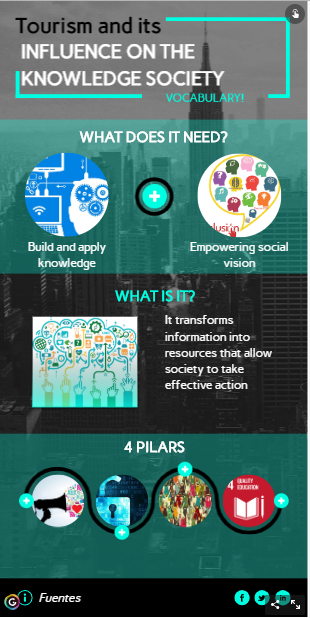 Tourism and its
INFLUENCE ON THE
KNOWLEDGE SOCIETY
VOCABULARY!
WHAT DOES IT NEED?
lusión
Build and apply
knowledge
Empowering social
vision
WHAT IS IT?
It transforms
information into
resources that allow
society to take
effective action
4 PILARS
4 QUALITY
EDUCATION
Fuentes